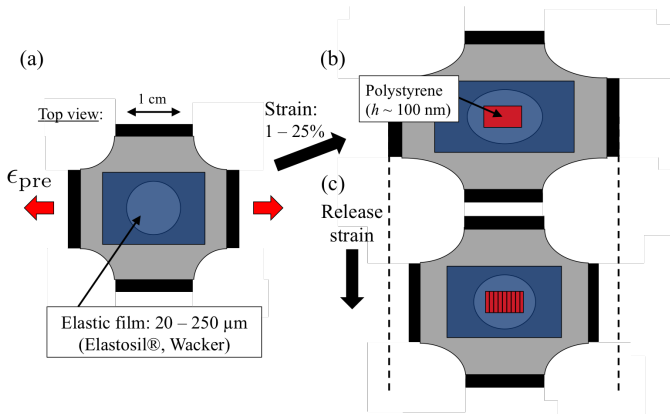 (a)
1 cm
Top view:
ϵpre
Elastic film: 20 – 250 μm
(Elastosil®, Wacker)
Strain:
1 – 25%
(b)
Polystyrene
(h ~ 100 nm)
(c)
Release
strain